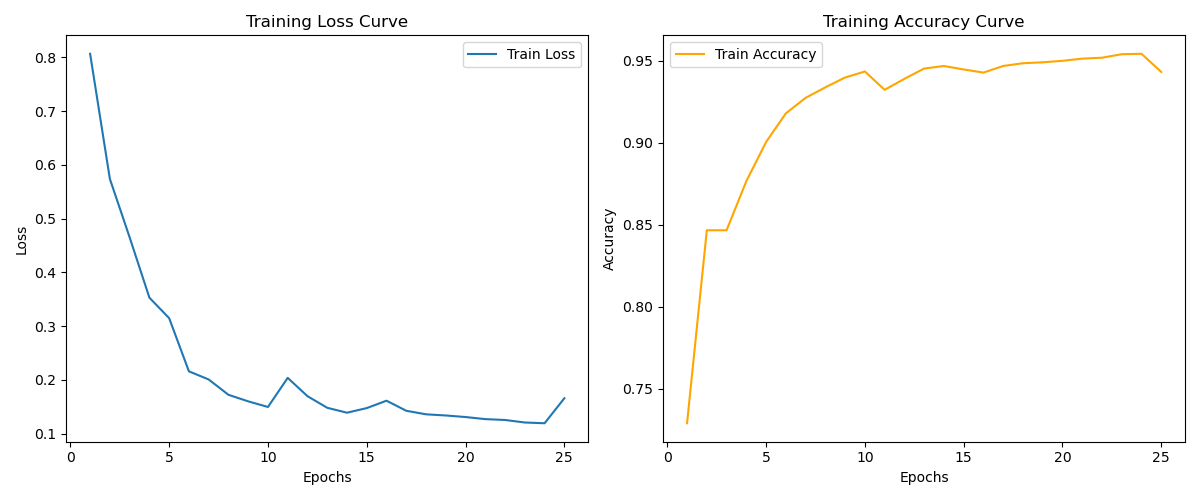 Training Loss Curve
Train Loss
0.8
0.7
0.6
0.5
0.4
0.3
0.2
0.1
Loss
0 5 10 15 20 25
Epochs
Training Accuracy Curve
Train Accuracy
0.95
0.90
0.85
0.80
0.75
Accuracy
0 5 10 15 20 25
Epochs